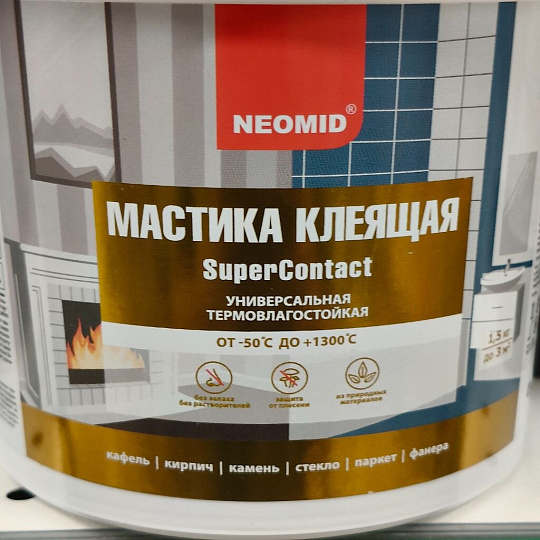 NEOMID®
МАСТИКА КЛЕЯЩАЯ
SuperContact
УНИВЕРСАЛЬНАЯ
ТЕРМОВЛАГОСТОЙКАЯ
ОТ -50°С ДО +1300°С
без запаха
без растворителей
защита
от плесени
из природных
материалов
1,5 кг
до 3 м²
кафель | кирпич | камень | стекло | паркет | фанера